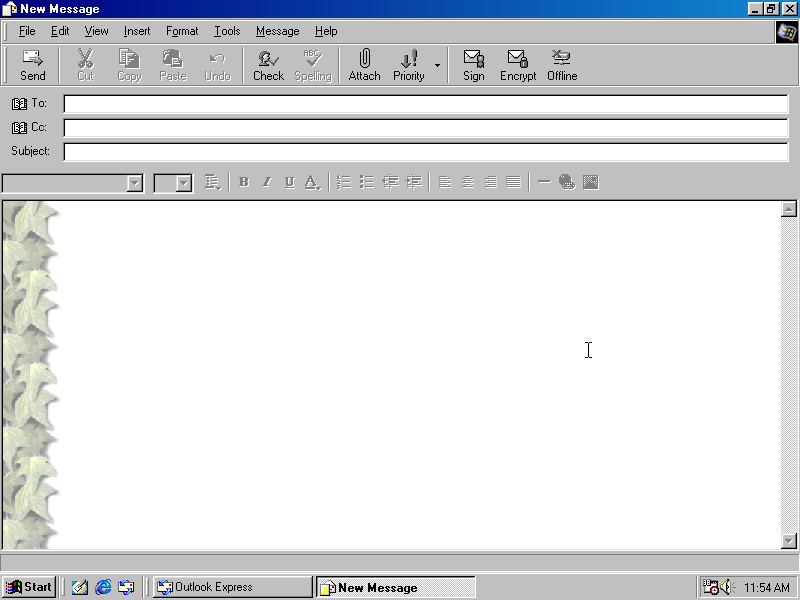 New Message
File Edit View Insert Format Tools Message Help
Send Cut Copy Paste Undo Check Spelling Attach Priority Sign Encrypt Offline
To:
Cc:
Subject:
B I U A
Start Outlook Express New Message 11:54 AM